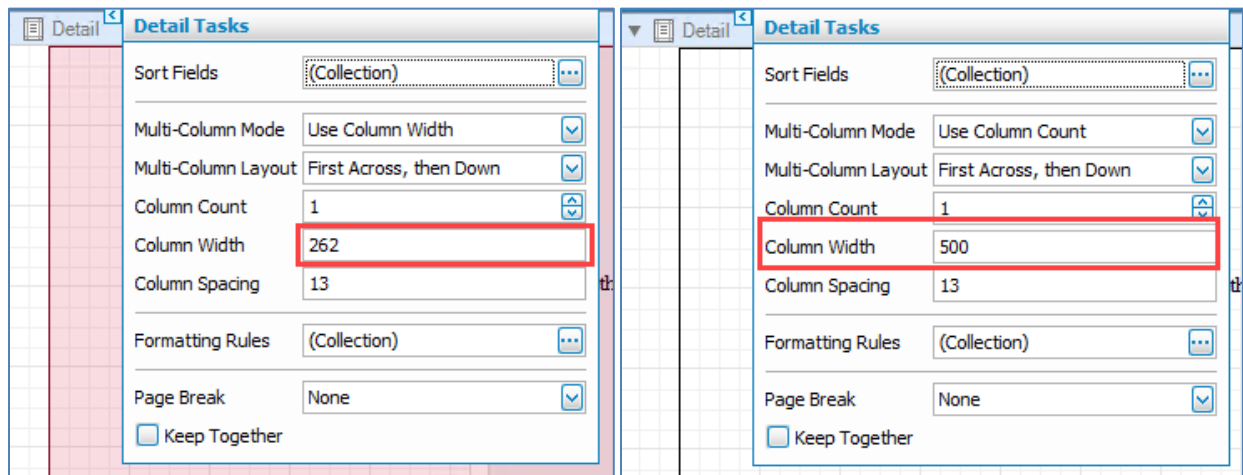 Detail
Detail Tasks
Sort Fields (Collection)
Multi-Column Mode Use Column Width
Multi-Column Layout First Across, then Down
Column Count 1
Column Width 262
Column Spacing 13
Formatting Rules (Collection)
Page Break None
Keep Together
Detail
Detail Tasks
Sort Fields (Collection)
Multi-Column Mode Use Column Count
Multi-Column Layout First Across, then Down
Column Count 1
Column Width 500
Column Spacing 13
Formatting Rules (Collection)
Page Break None
Keep Together